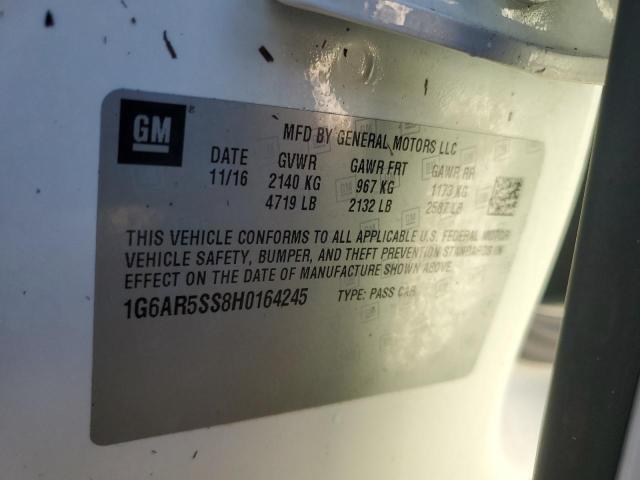 GM
MFD BY GENERAL MOTORS LLC
DATE GVWR GAWR FRT GAWR RR
11/16 2140 KG 967 KG 1173 KG
4719 LB 2132 LB 2587 LB
THIS VEHICLE CONFORMS TO ALL APPLICABLE U.S. FEDERAL MOTOR
VEHICLE SAFETY, BUMPER, AND THEFT PREVENTION STANDARDS IN
EFFECT ON THE DATE OF MANUFACTURE SHOWN ABOVE.
1G6AR5SS8H0164245 TYPE: PASS CAR